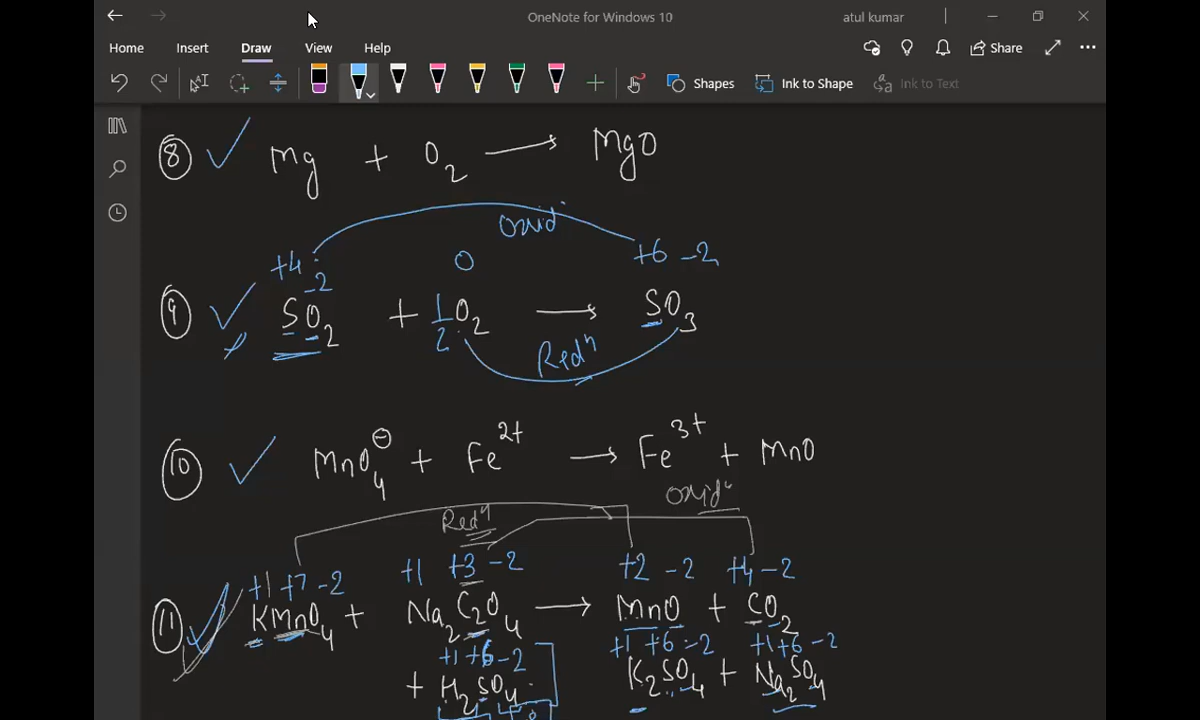 OneNote for Windows 10
atul kumar
Home Insert Draw View Help
Share
Shapes
Ink to Shape
Ink to Text
8 Mg + O2 → MgO
Oxid
+4 -2 0 +6 -2
9 SO2 + 1/2 O2 → SO3
Redn
10 MnO4⊖ + Fe2+ → Fe3+ + MnO
Redn Oxidn
+1 +7 -2 +1 +3 -2 +2 -2 +4 -2
11 KMnO4 + Na2C2O4 → MnO + CO2
+1 +6 -2 +1 +6 -2 +1 +6 -2
+ H2SO4 K2SO4 + Na2SO4